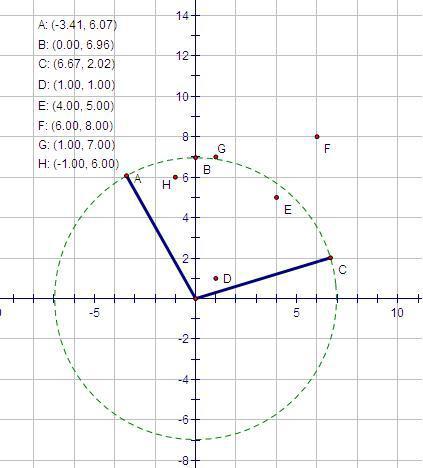 14
A: (-3.41, 6.07)
B: (0.00, 6.96)
C: (6.67, 2.02)
D: (1.00, 1.00)
E: (4.00, 5.00)
F: (6.00, 8.00)
G: (1.00, 7.00)
H: (-1.00, 6.00)
12
10
8
F
G
B
A
H
6
E
4
2
C
D
-5
5
10
-2
-4
-6
-8